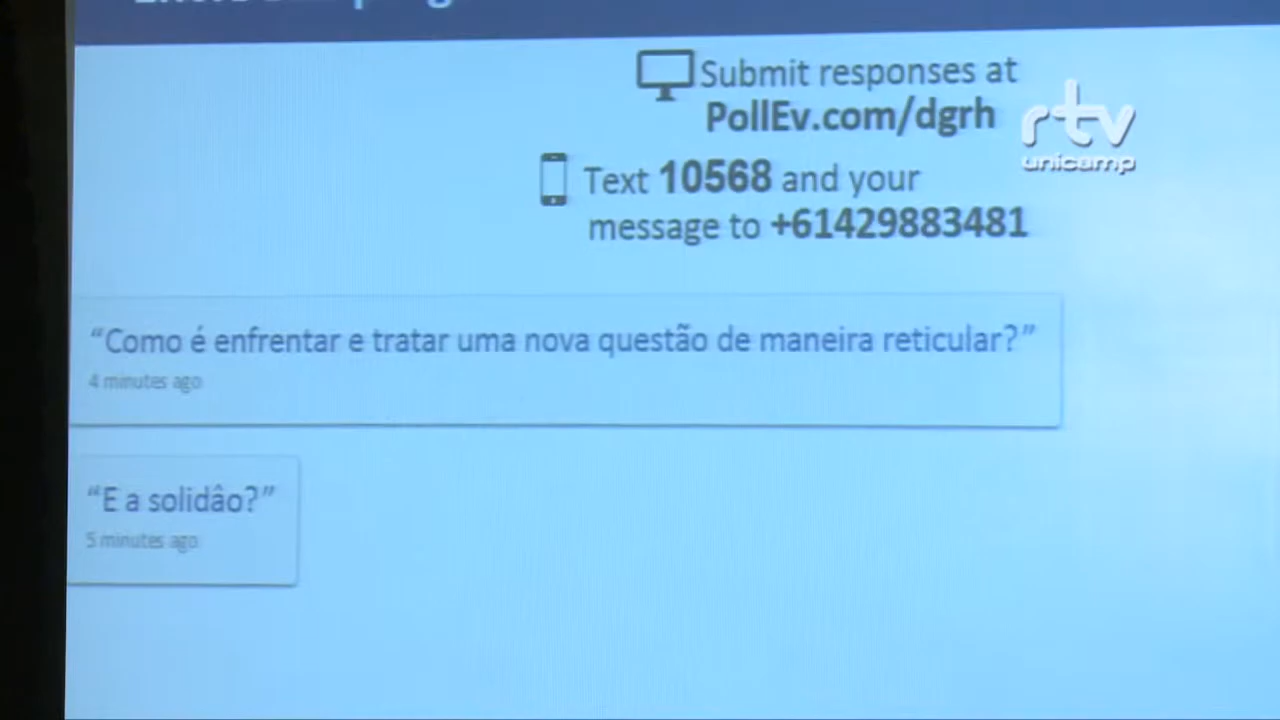 Submit responses at
PollEv.com/dgrh
rtv
unicamp
Text 10568 and your
message to +61429883481
“Como é enfrentar e tratar uma nova questão de maneira reticular?”
4 minutes ago
“E a solidâo?”
5 minutes ago